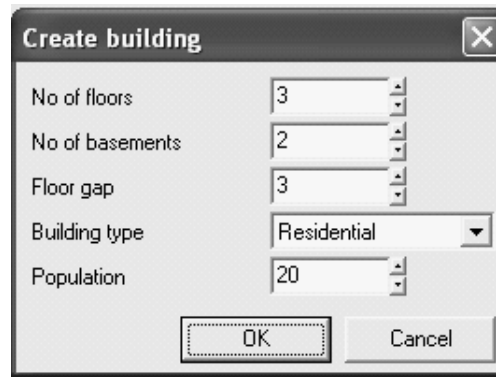 Create building
No of floors 3
No of basements 2
Floor gap 3
Building type Residential
Population 20
OK Cancel